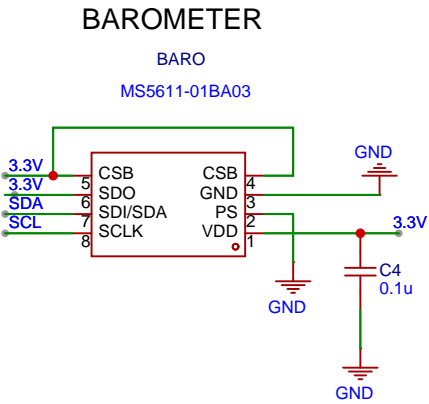 BAROMETER
BARO
MS5611-01BA03
GND
3.3V CSB CSB
5 4
3.3V SDO GND
6 3
SDA SDI/SDA PS
7 2
SCL SCLK VDD 3.3V
8 1
C4
0.1u
GND
GND